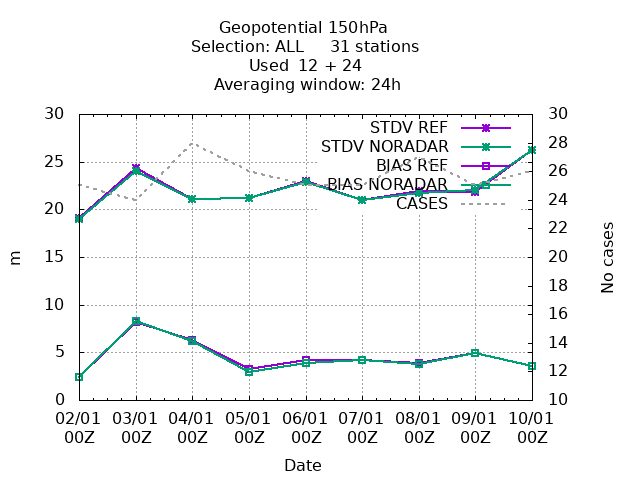 Geopotential 150hPa
Selection: ALL     31 stations
Used  12 + 24
Averaging window: 24h
STDV REF
STDV NORADAR
BIAS REF
BIAS NORADAR
CASES
30
25
20
15
10
5
0
m
30
28
26
24
22
20
18
16
14
12
10
No cases
02/01 03/01 04/01 05/01 06/01 07/01 08/01 09/01 10/01
00Z 00Z 00Z 00Z 00Z 00Z 00Z 00Z 00Z
Date